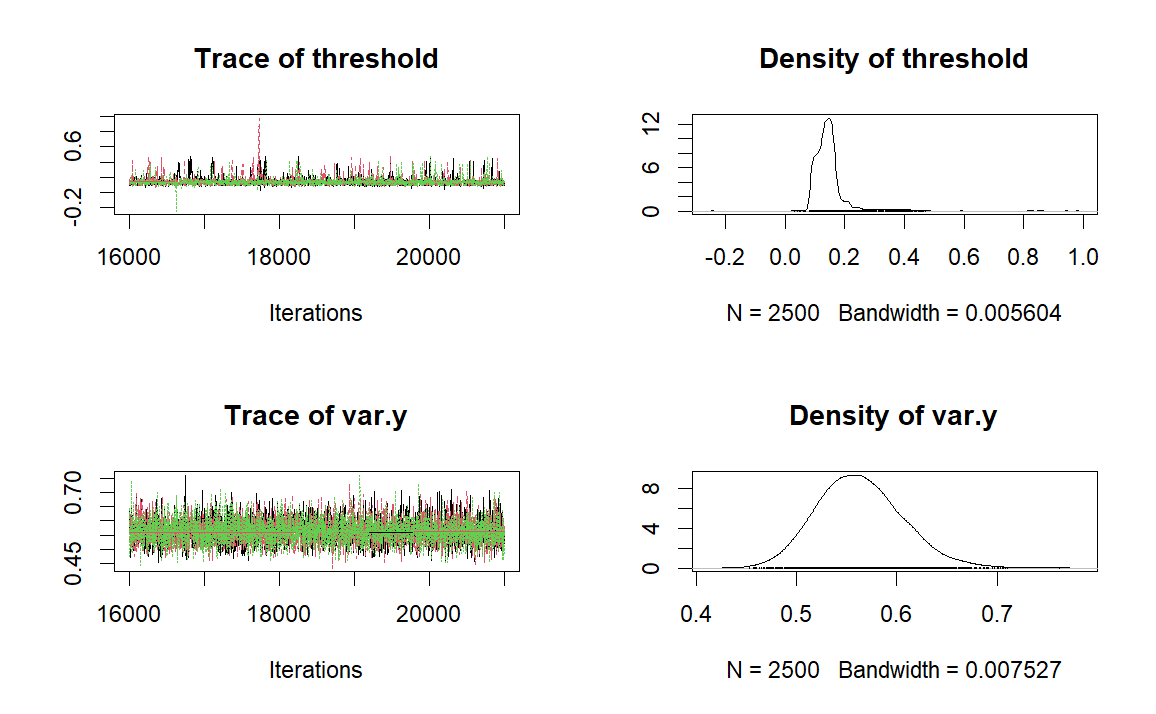 Trace of threshold
0.6
-0.2
16000 18000 20000
Iterations
Density of threshold
12
6
0
-0.2 0.0 0.2 0.4 0.6 0.8 1.0
N = 2500 Bandwidth = 0.005604
Trace of var.y
0.70
0.45
16000 18000 20000
Iterations
Density of var.y
8
4
0
0.4 0.5 0.6 0.7
N = 2500 Bandwidth = 0.007527